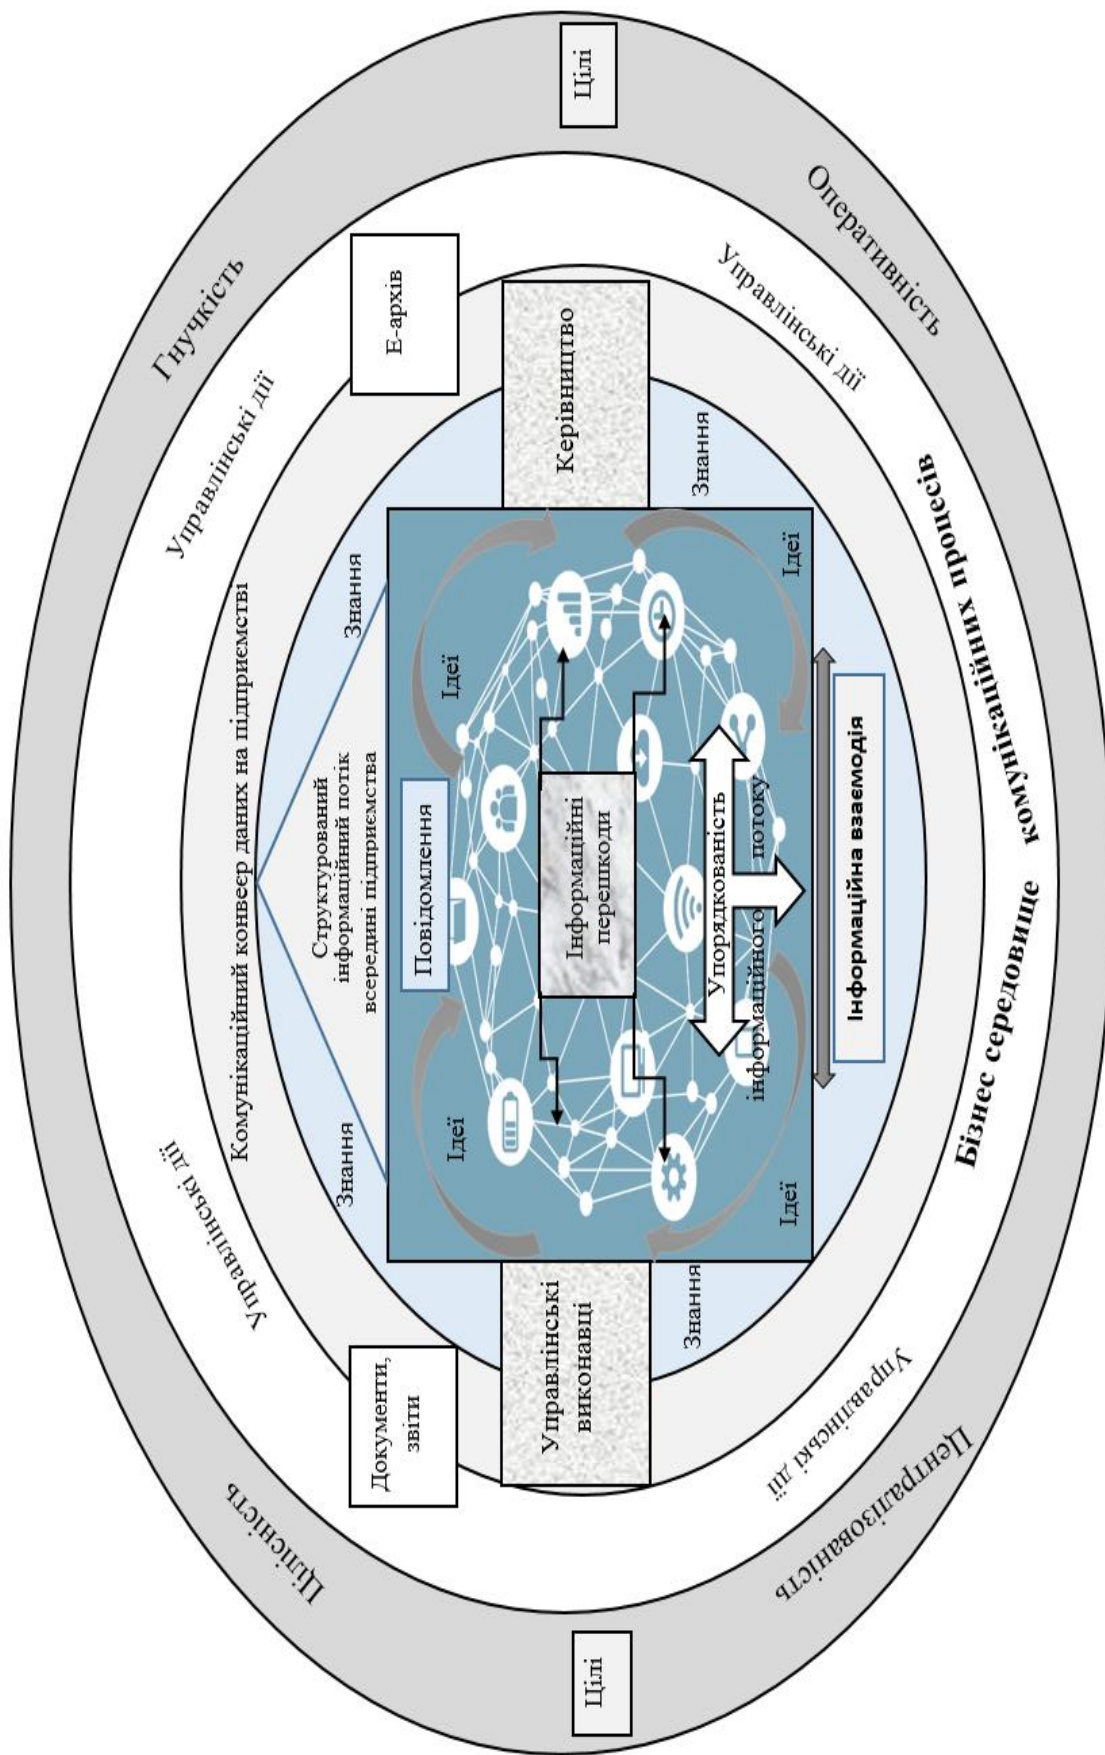 Цілісність
Гнучкість
Управлінські дії
Управлінські дії
Комунікаційний конвеєр даних на підприємстві
Документи,
звіти
Е-архів
Знання
Структурований
інформаційний потік
всередині підприємства
Знання
Повідомлення
Ідеї
Ідеї
Цілі
Управлінські
виконавці
Інформаційні
перешкоди
Керівництво
Цілі
Упорядкованість
інформаційного потоку
Знання
Ідеї
Ідеї
Знання
Інформаційна взаємодія
Управлінські дії
Управлінські дії
Бізнес середовище комунікаційних процесів
Централізованість
Оперативність